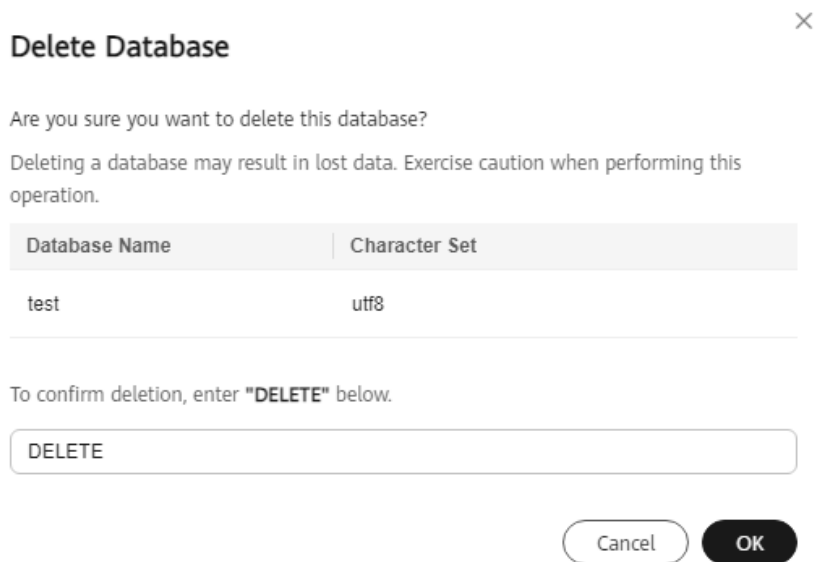 Delete Database
Are you sure you want to delete this database?
Deleting a database may result in lost data. Exercise caution when performing this
operation.
Database Name Character Set
test utf8
To confirm deletion, enter "DELETE" below.
DELETE
Cancel OK